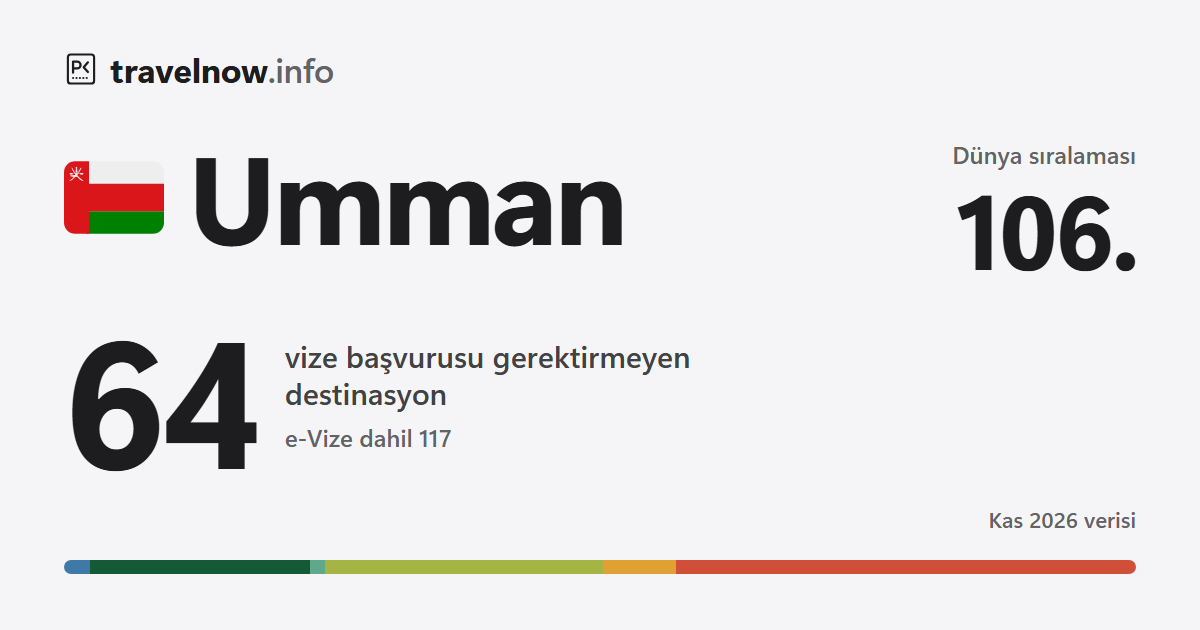 travelnow.info
Umman
Dünya sıralaması
106.
64
vize başvurusu gerektirmeyen
destinasyon
e-Vize dahil 117
Kas 2026 verisi